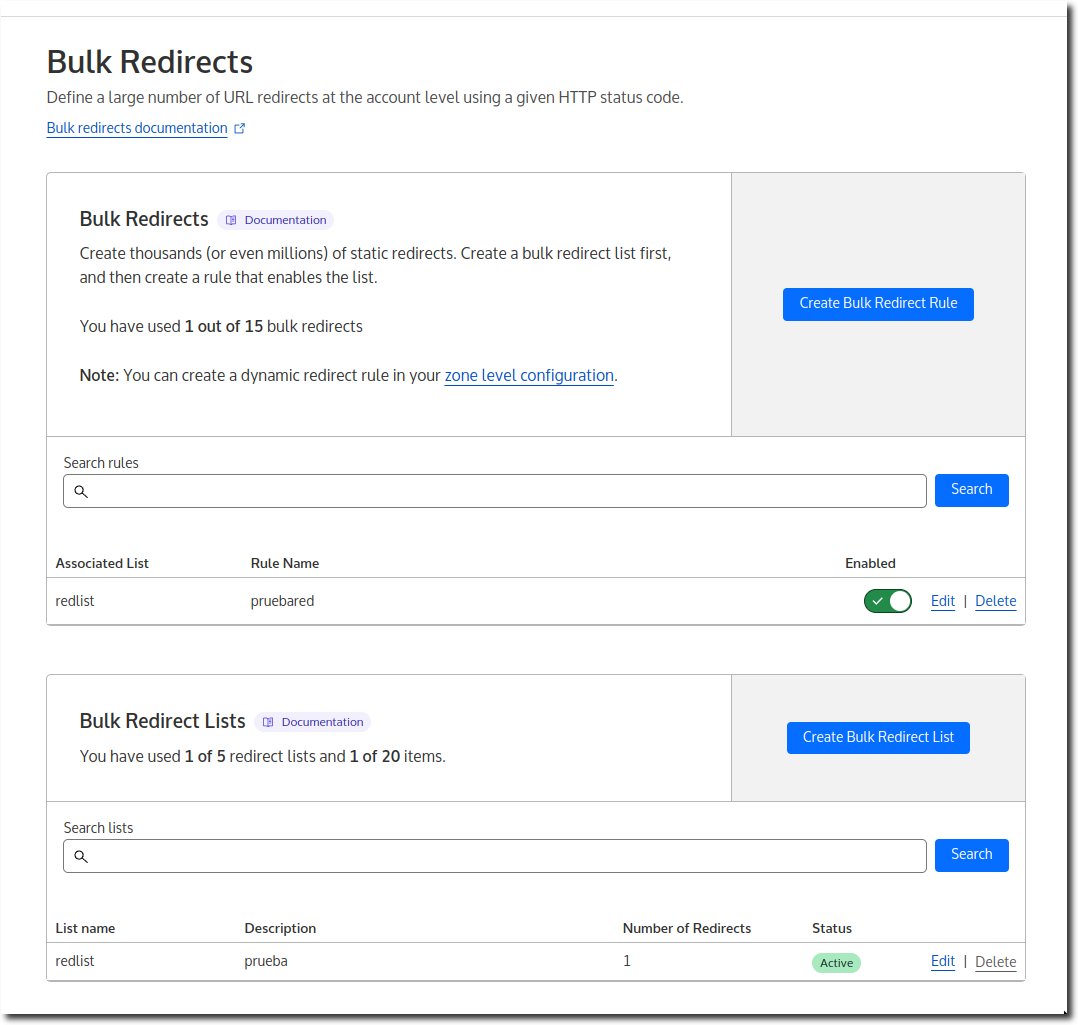 Bulk Redirects
Define a large number of URL redirects at the account level using a given HTTP status code.
Bulk redirects documentation
Bulk Redirects Documentation
Create thousands (or even millions) of static redirects. Create a bulk redirect list first,
and then create a rule that enables the list.
You have used 1 out of 15 bulk redirects
Note: You can create a dynamic redirect rule in your zone level configuration.
Create Bulk Redirect Rule
Search rules
Search
Associated List Rule Name Enabled
redlist pruebared Edit | Delete
Bulk Redirect Lists Documentation
You have used 1 of 5 redirect lists and 1 of 20 items.
Create Bulk Redirect List
Search lists
Search
List name Description Number of Redirects Status
redlist prueba 1 Active Edit | Delete